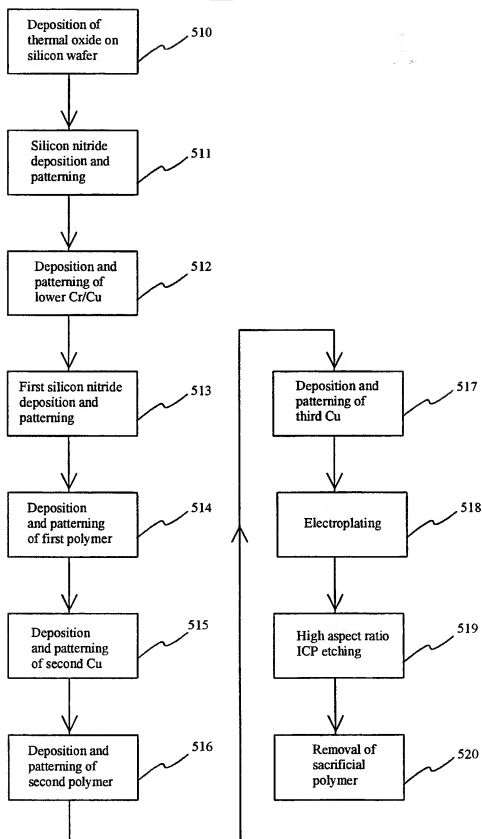 Deposition of
thermal oxide on
silicon wafer
510
Silicon nitride
deposition and
patterning
511
Deposition and
patterning of
lower Cr/Cu
512
First silicon nitride
deposition and
patterning
513
Deposition
and patterning
of first polymer
514
Deposition
and patterning
of second Cu
515
Deposition and
patterning of
second polymer
516
Deposition and
patterning of
third Cu
517
Electroplating
518
High aspect ratio
ICP etching
519
Removal of
sacrificial
polymer
520